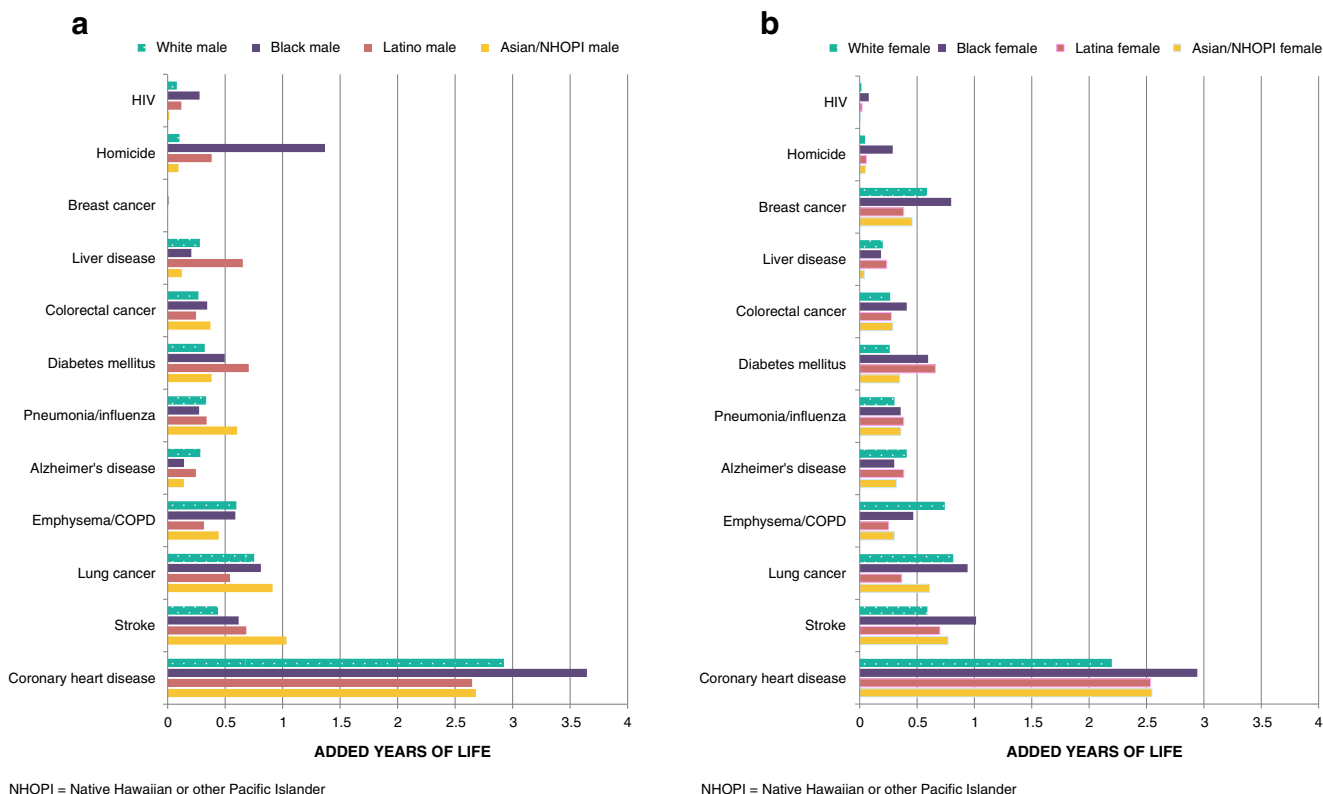 a
White male Black male Latino male Asian/NHOPI male
HIV
Homicide
Breast cancer
Liver disease
Colorectal cancer
Diabetes mellitus
Pneumonia/influenza
Alzheimer's disease
Emphysema/COPD
Lung cancer
Stroke
Coronary heart disease
0 0.5 1 1.5 2 2.5 3 3.5 4
ADDED YEARS OF LIFE
NHOPI = Native Hawaiian or other Pacific Islander
b
White female Black female Latina female Asian/NHOPI female
HIV
Homicide
Breast cancer
Liver disease
Colorectal cancer
Diabetes mellitus
Pneumonia/influenza
Alzheimer's disease
Emphysema/COPD
Lung cancer
Stroke
Coronary heart disease
0 0.5 1 1.5 2 2.5 3 3.5 4
ADDED YEARS OF LIFE
NHOPI = Native Hawaiian or other Pacific Islander